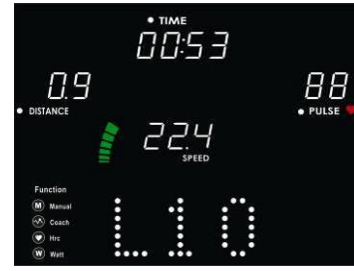 TIME
00:53
0.9
88
DISTANCE
PULSE
22.4
SPEED
Function
M Manual
Coach
Hrc
W Watt
L10